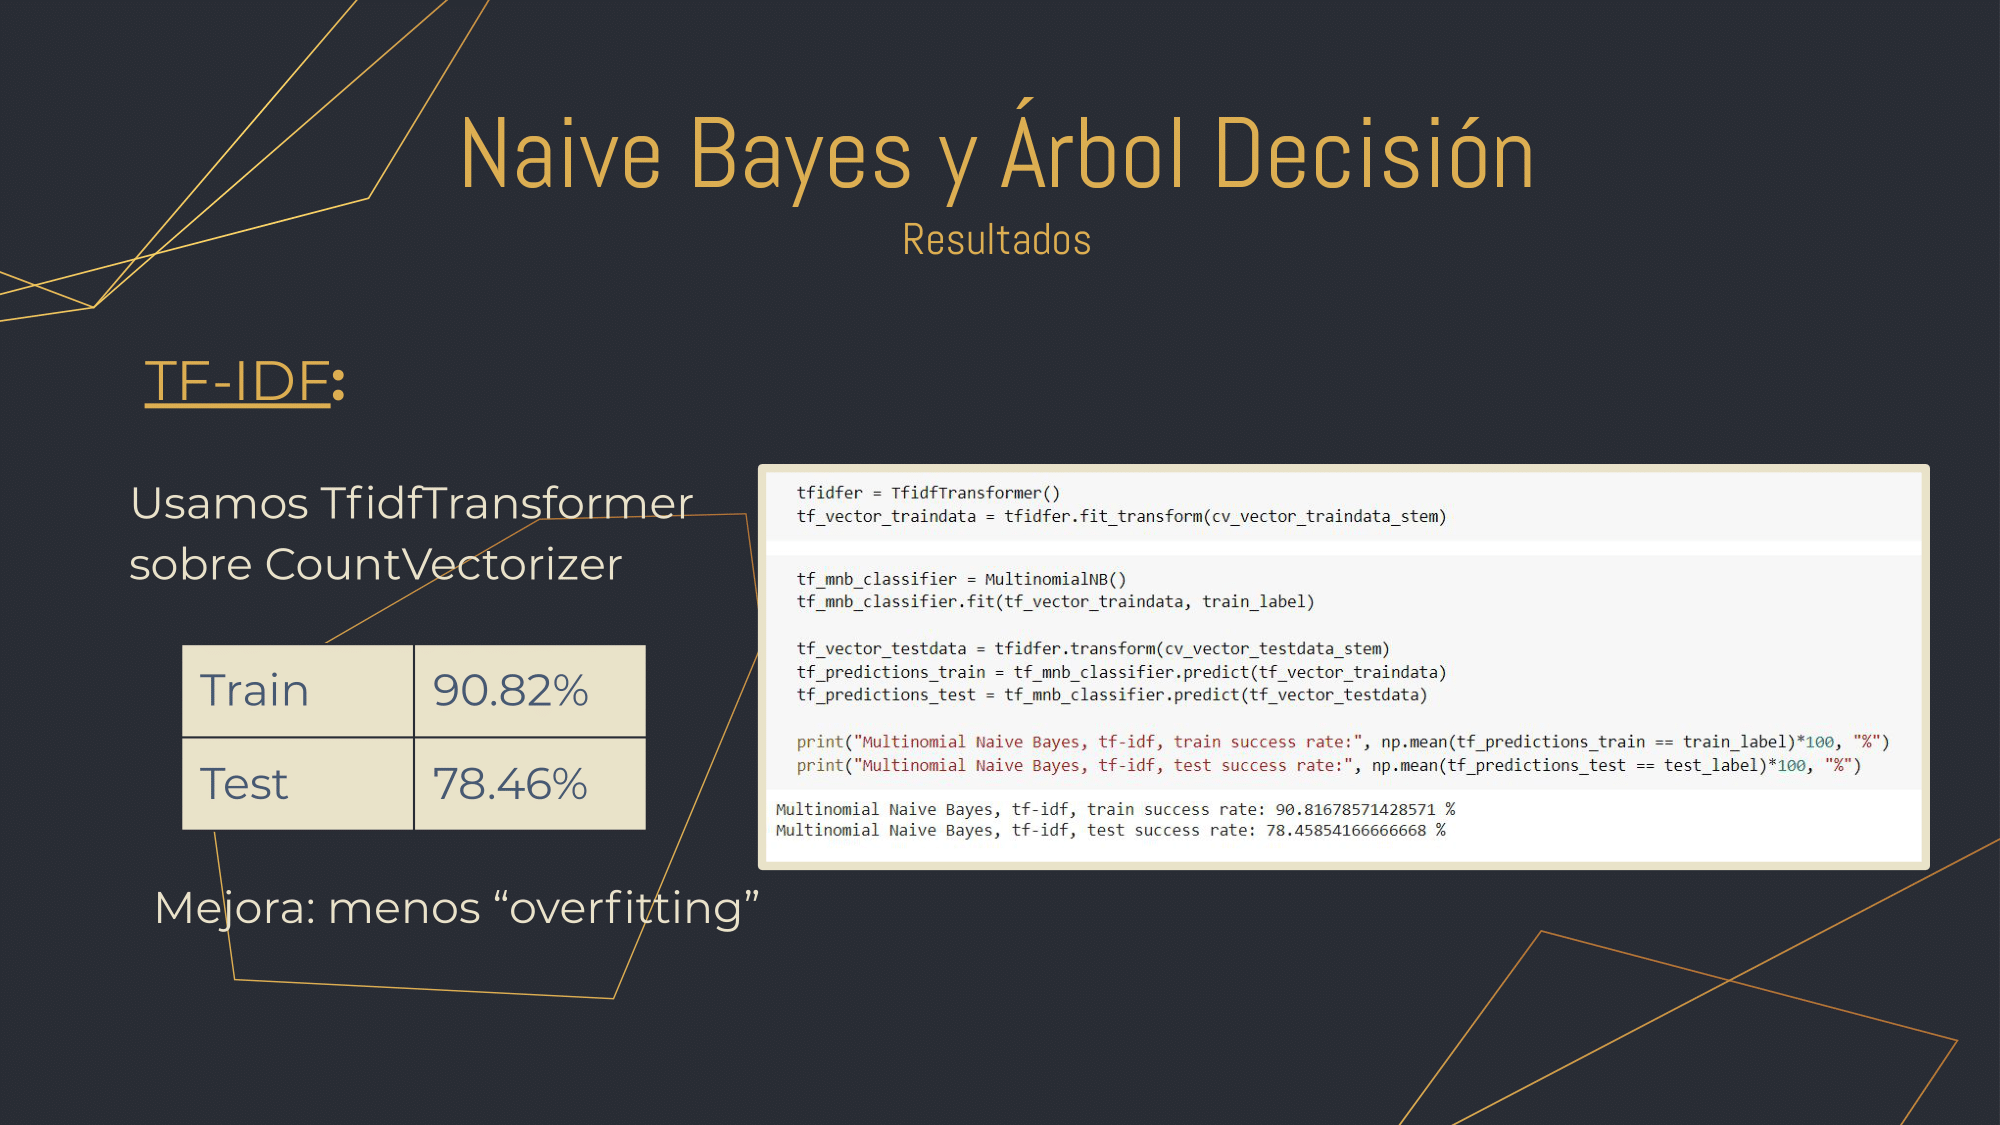 Naive Bayes y Árbol Decisión
Resultados
TF-IDF:
Usamos TfidfTransformer
sobre CountVectorizer
Train 90.82%
Test 78.46%
Mejora: menos “overfitting”
tfidfer = TfidfTransformer()
tf_vector_traindata = tfidfer.fit_transform(cv_vector_traindata_stem)
tf_mnb_classifier = MultinomialNB()
tf_mnb_classifier.fit(tf_vector_traindata, train_label)
tf_vector_testdata = tfidfer.transform(cv_vector_testdata_stem)
tf_predictions_train = tf_mnb_classifier.predict(tf_vector_traindata)
tf_predictions_test = tf_mnb_classifier.predict(tf_vector_testdata)
print("Multinomial Naive Bayes, tf-idf, train success rate:", np.mean(tf_predictions_train == train_label)*100, "%")
print("Multinomial Naive Bayes, tf-idf, test success rate:", np.mean(tf_predictions_test == test_label)*100, "%")
Multinomial Naive Bayes, tf-idf, train success rate: 90.81678571428571 %
Multinomial Naive Bayes, tf-idf, test success rate: 78.45854166666668 %